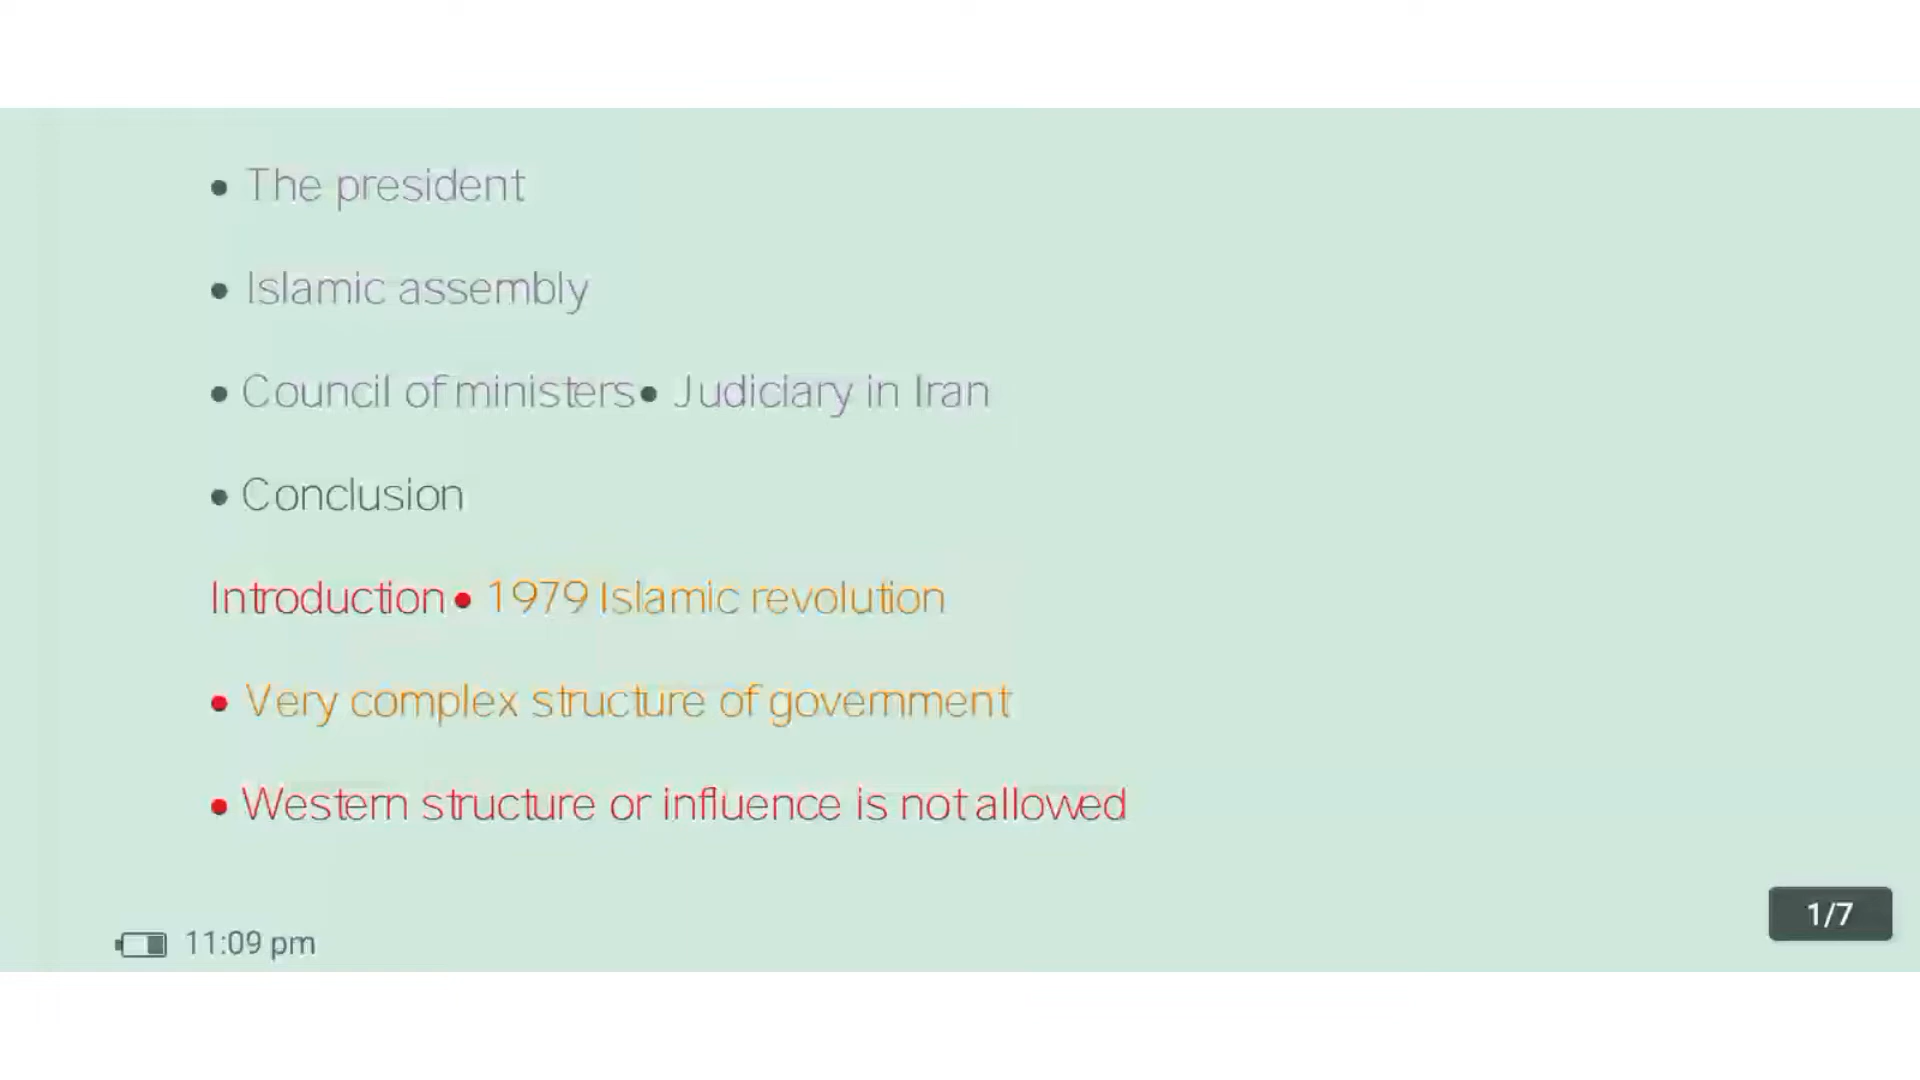 • The president
• Islamic assembly
• Council of ministers• Judiciary in Iran
• Conclusion
Introduction• 1979 Islamic revolution
• Very complex structure of government
• Western structure or influence is not allowed
1/7
11:09 pm